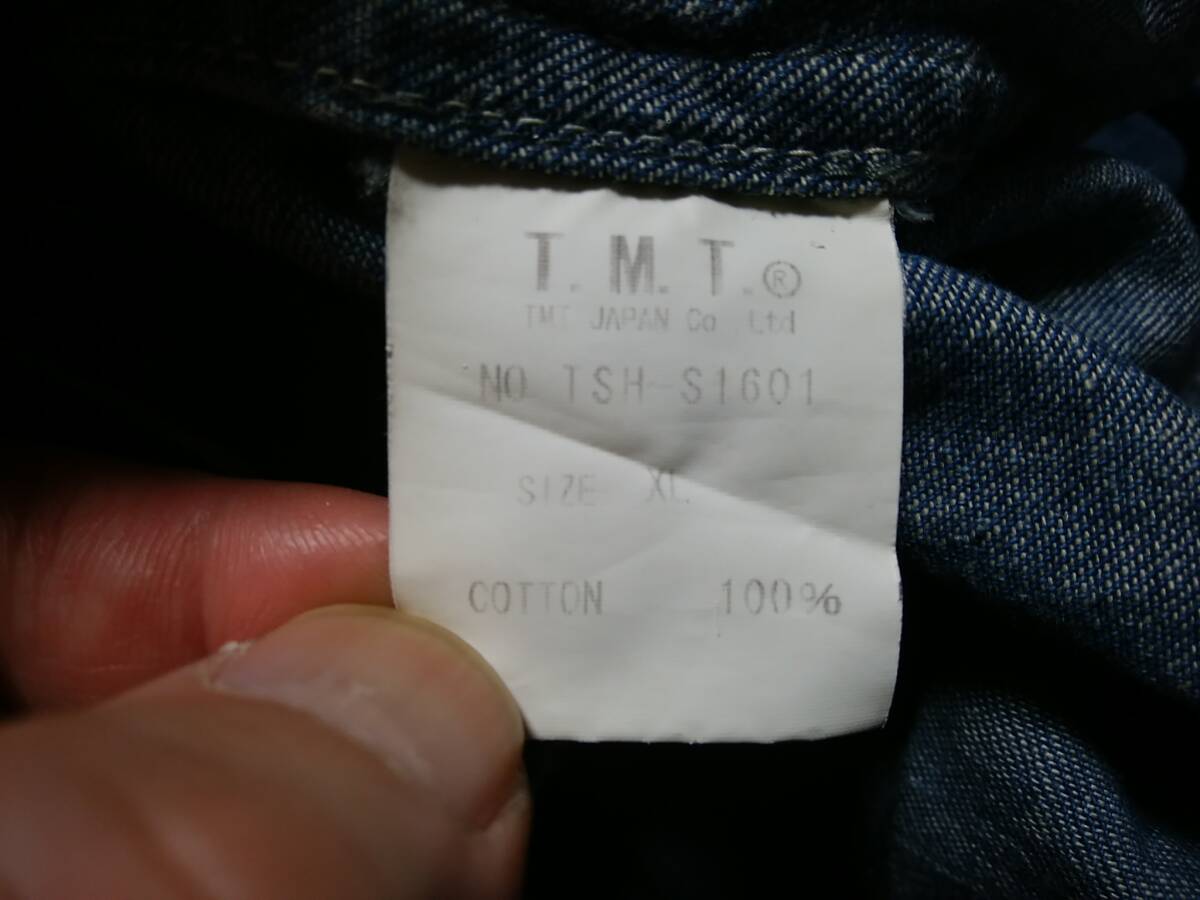 T. M. T.®
TMT JAPAN Co.,Ltd
NO TSH-S1601
SIZE XL
COTTON 100%